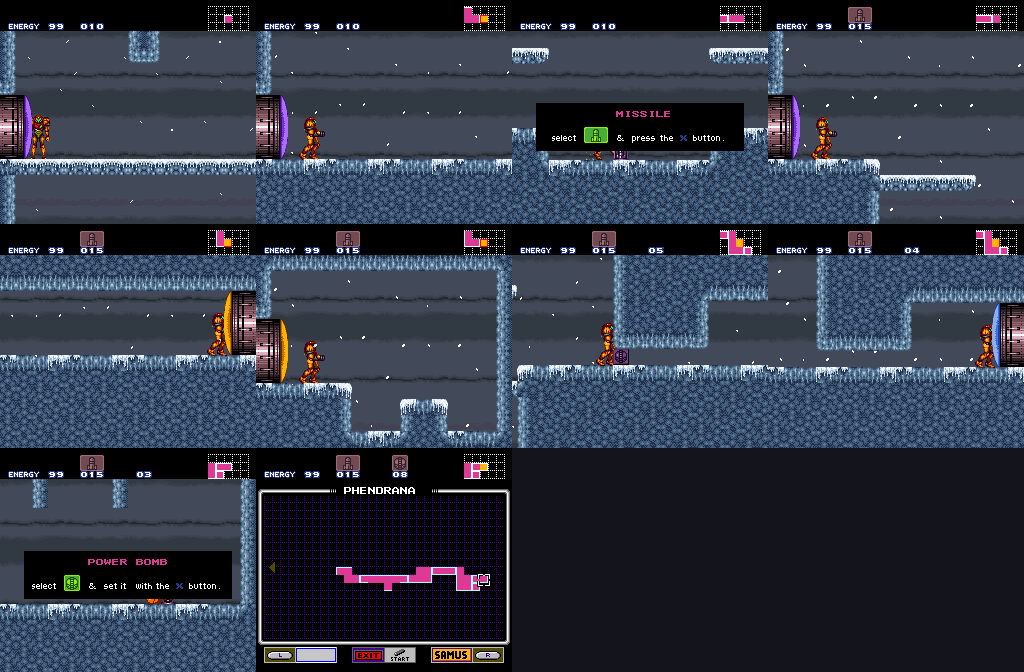 ENERGY 99 010
ENERGY 99 010
ENERGY 99 010
MISSILE
select & press the X button.
ENERGY 99 015
ENERGY 99 015
ENERGY 99 015
ENERGY 99 015 05
ENERGY 99 015 04
ENERGY 99 015 03
POWER BOMB
select & set it with the X button.
ENERGY 99 015 08
PHENDRANA
L EXIT START SAMUS R